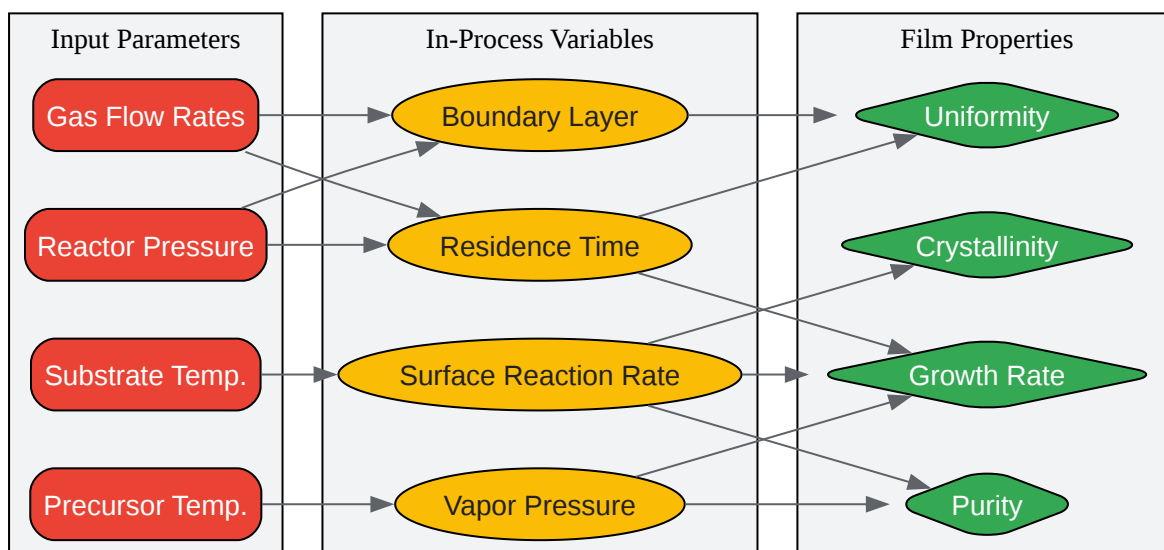 Input Parameters
In-Process Variables
Film Properties
Gas Flow Rates
Boundary Layer
Uniformity
Reactor Pressure
Residence Time
Crystallinity
Substrate Temp.
Surface Reaction Rate
Growth Rate
Precursor Temp.
Vapor Pressure
Purity